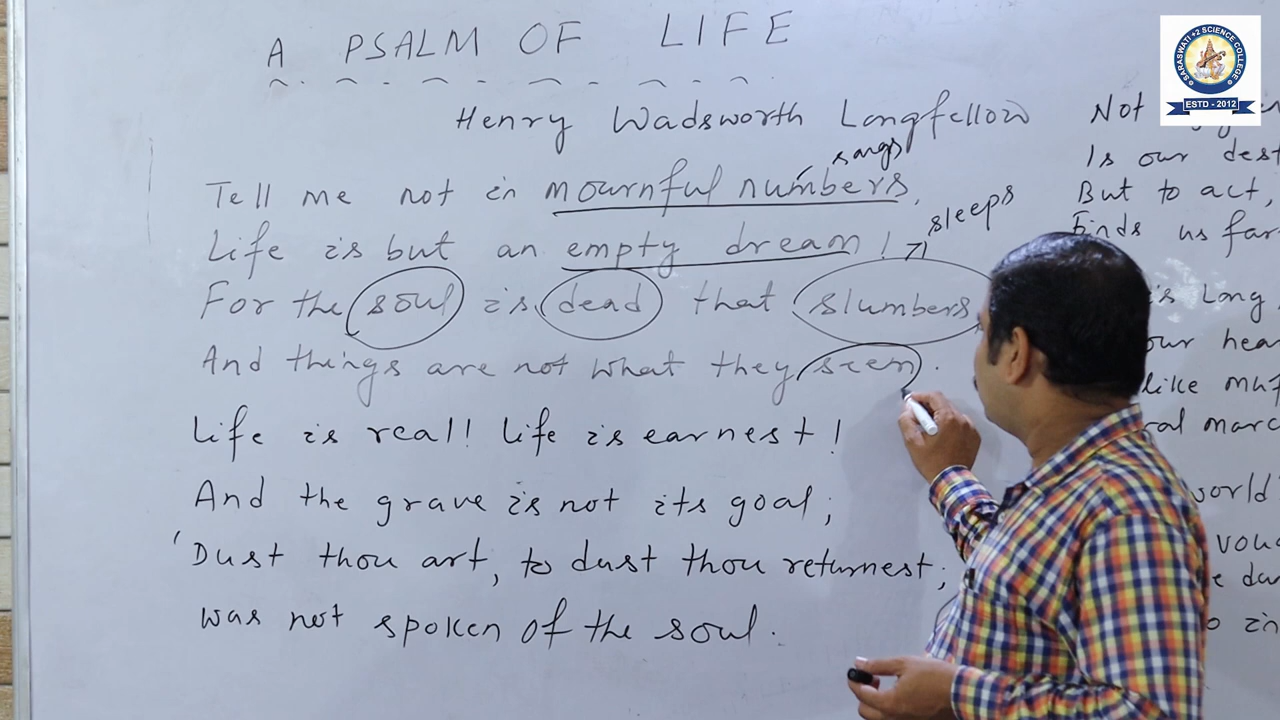 A PSALM OF LIFE
Henry Wadsworth Longfellow
songs
Tell me not in mournful numbers,
sleeps
Life is but an empty dream!
For the soul is dead that slumbers
And things are not what they seem.
Life is real! Life is earnest!
And the grave is not its goal;
'Dust thou art, to dust thou returnest;
was not spoken of the soul.
Not
Is our
But to act,
Finds us far
Long
like
SARASWATI +2 SCIENCE COLLEGE
ESTD - 2012